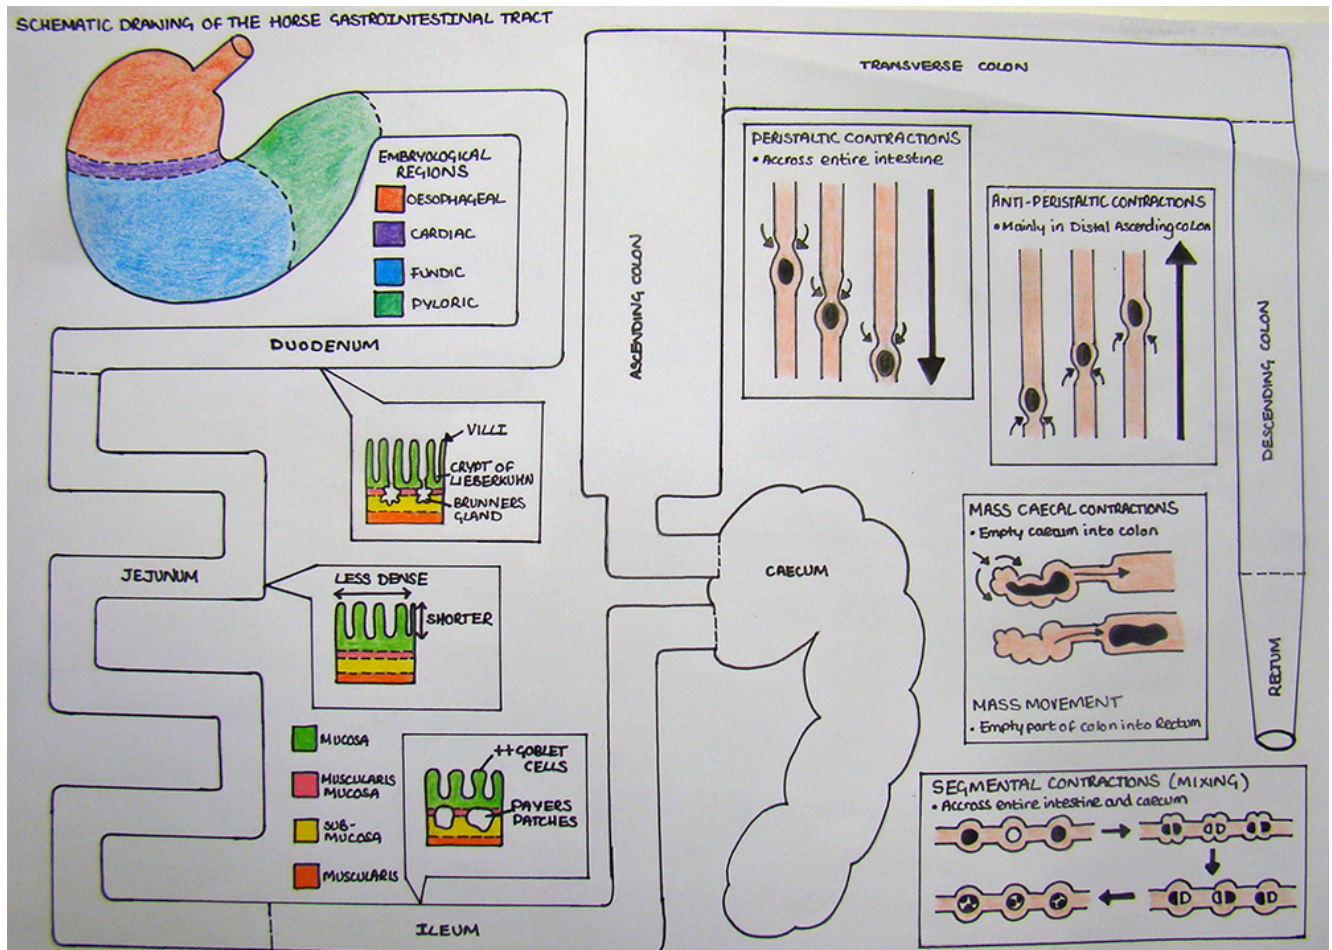 SCHEMATIC DRAWING OF THE HORSE GASTROINTESTINAL TRACT
EMBRYOLOGICAL
REGIONS
OESOPHAGEAL
CARDIAC
FUNDIC
PYLORIC
DUODENUM
VILLI
CRYPT OF
LIEBERKUHN
BRUNNERS
GLAND
JEJUNUM
LESS DENSE
SHORTER
MUCOSA
MUSCULARIS
MUCOSA
SUB-
MUCOSA
MUSCULARIS
++GOBLET
CELLS
PAYERS
PATCHES
ILEUM
CAECUM
ASCENDING COLON
TRANSVERSE COLON
DESCENDING COLON
RECTUM
PERISTALTIC CONTRACTIONS
• Accross entire intestine
ANTI-PERISTALTIC CONTRACTIONS
• Mainly in Distal Ascending colon
MASS CAECAL CONTRACTIONS
• Empty caecum into colon
MASS MOVEMENT
• Empty part of colon into Rectum
SEGMENTAL CONTRACTIONS (MIXING)
• Accross entire intestine and caecum